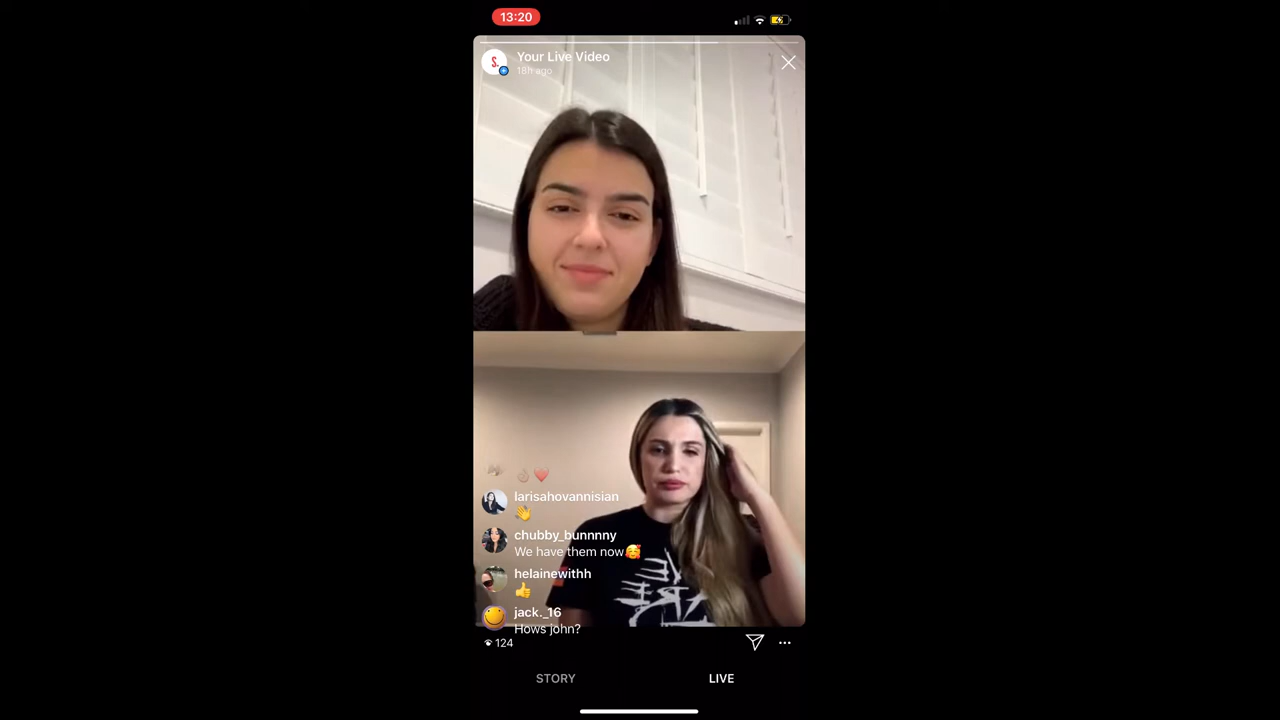 13:20
S.
Your Live Video
18h ago
larisahovannisian
👋
chubby_bunnnny
We have them now🥰
helainewithh
👍
jack._16
Hows john?
124
STORY
LIVE